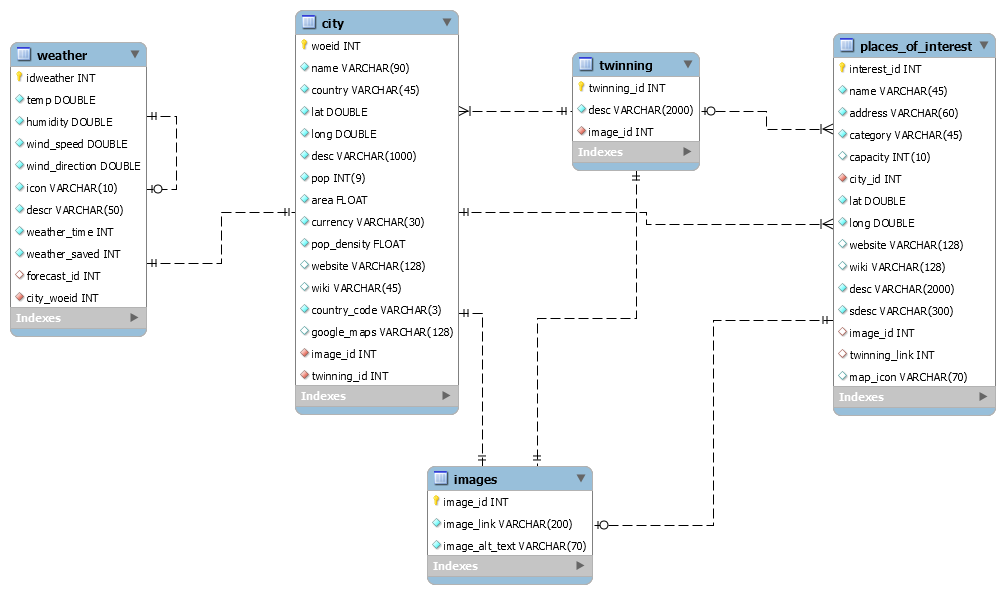 weather
idweather INT
temp DOUBLE
humidity DOUBLE
wind_speed DOUBLE
wind_direction DOUBLE
icon VARCHAR(10)
descr VARCHAR(50)
weather_time INT
weather_saved INT
forecast_id INT
city_woeid INT
Indexes
city
woeid INT
name VARCHAR(90)
country VARCHAR(45)
lat DOUBLE
long DOUBLE
desc VARCHAR(1000)
pop INT(9)
area FLOAT
currency VARCHAR(30)
pop_density FLOAT
website VARCHAR(128)
wiki VARCHAR(45)
country_code VARCHAR(3)
google_maps VARCHAR(128)
image_id INT
twinning_id INT
Indexes
twinning
twinning_id INT
desc VARCHAR(2000)
image_id INT
Indexes
places_of_interest
interest_id INT
name VARCHAR(45)
address VARCHAR(60)
category VARCHAR(45)
capacity INT(10)
city_id INT
lat DOUBLE
long DOUBLE
website VARCHAR(128)
wiki VARCHAR(128)
desc VARCHAR(2000)
sdesc VARCHAR(300)
image_id INT
twinning_link INT
map_icon VARCHAR(70)
Indexes
images
image_id INT
image_link VARCHAR(200)
image_alt_text VARCHAR(70)
Indexes